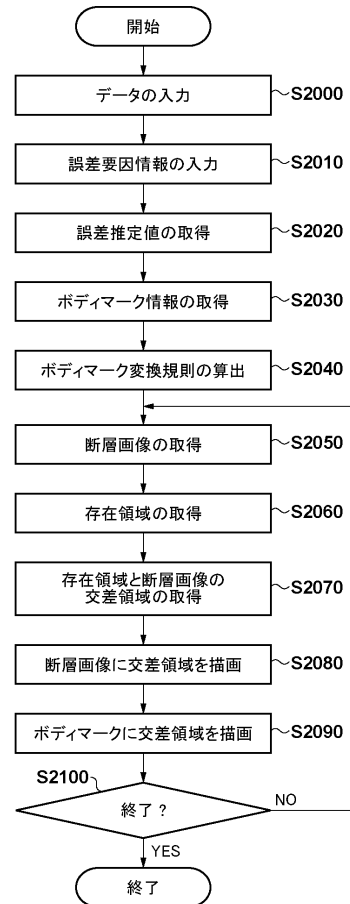 開始
データの入力 S2000
誤差要因情報の入力 S2010
誤差推定値の取得 S2020
ボディマーク情報の取得 S2030
ボディマーク変換規則の算出 S2040
断層画像の取得 S2050
存在領域の取得 S2060
存在領域と断層画像の
交差領域の取得 S2070
断層画像に交差領域を描画 S2080
ボディマークに交差領域を描画 S2090
S2100
終了? NO
YES
終了